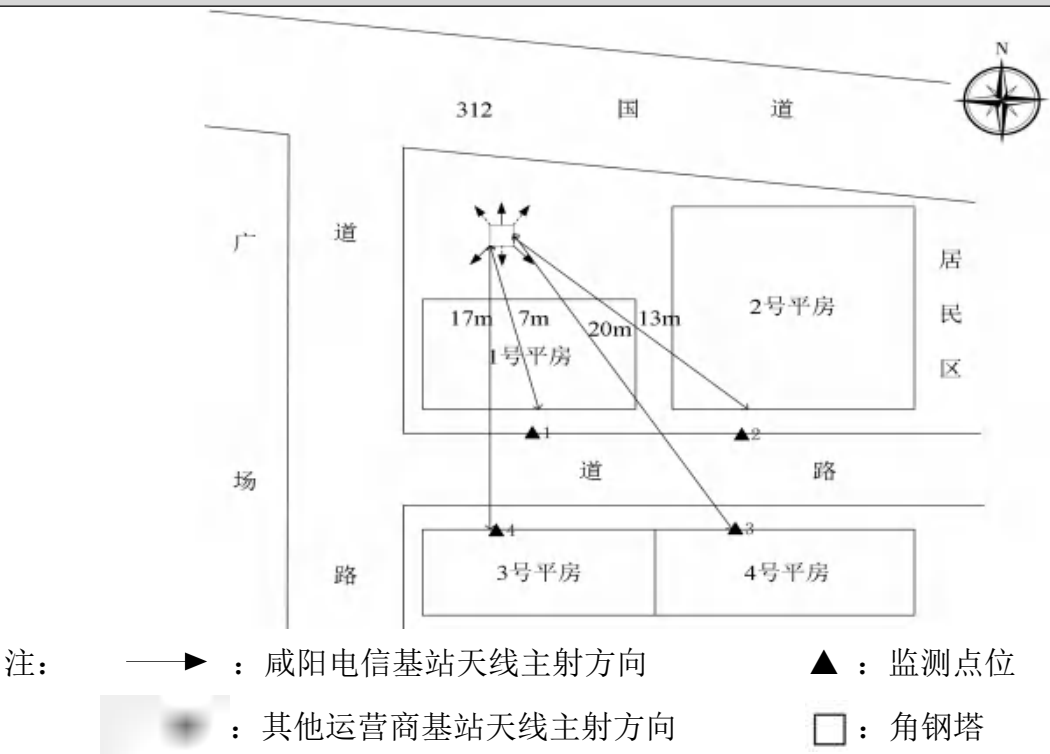 N
312 国 道
广 场
道 路
居 民 区
2号平房
17m 7m 20m 13m
1号平房
1 2
道 路
4 3
3号平房 4号平房
注: :咸阳电信基站天线主射方向 :监测点位
:其他运营商基站天线主射方向 :角钢塔